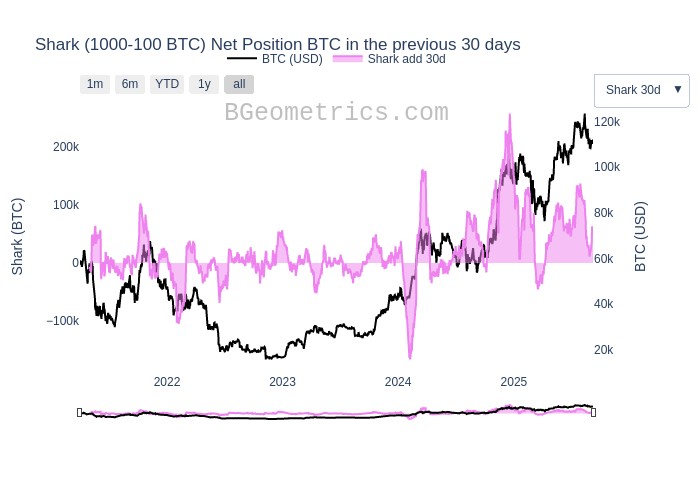 Shark (1000-100 BTC) Net Position BTC in the previous 30 days
BTC (USD) Shark add 30d
1m 6m YTD 1y all
Shark 30d ▼
BGeometrics.com
200k
100k
0
−100k
Shark (BTC)
120k
100k
80k
60k
40k
20k
BTC (USD)
2022 2023 2024 2025